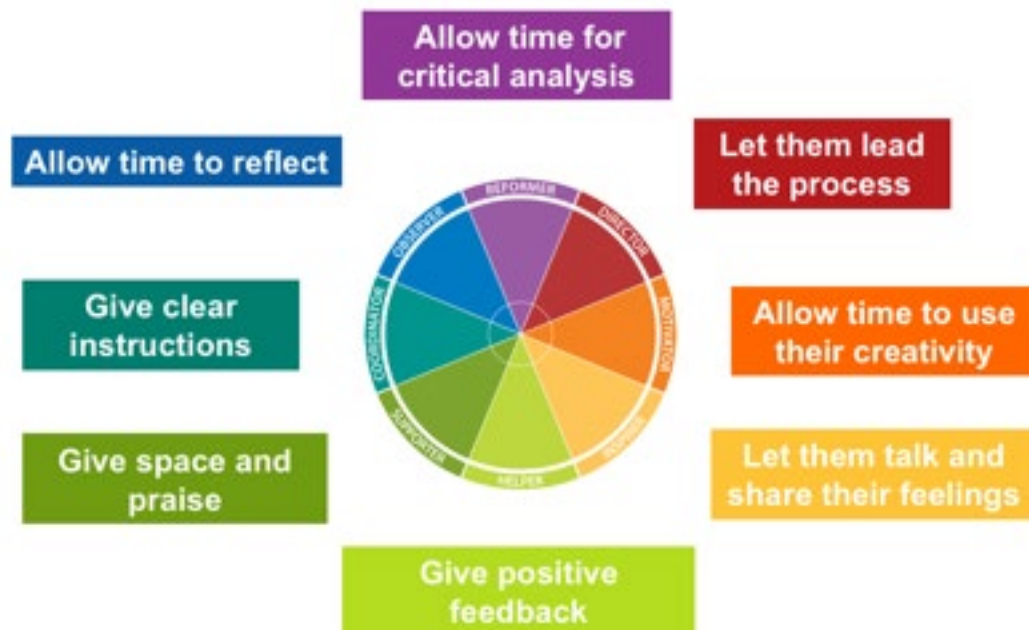 Allow time for
critical analysis
Allow time to reflect
Let them lead
the process
REFORMER
OBSERVER
DIRECTOR
Give clear
instructions
COORDINATOR
MOTIVATOR
Allow time to use
their creativity
Give space and
praise
SUPPORTER
HELPER
INSPIRER
Let them talk and
share their feelings
Give positive
feedback